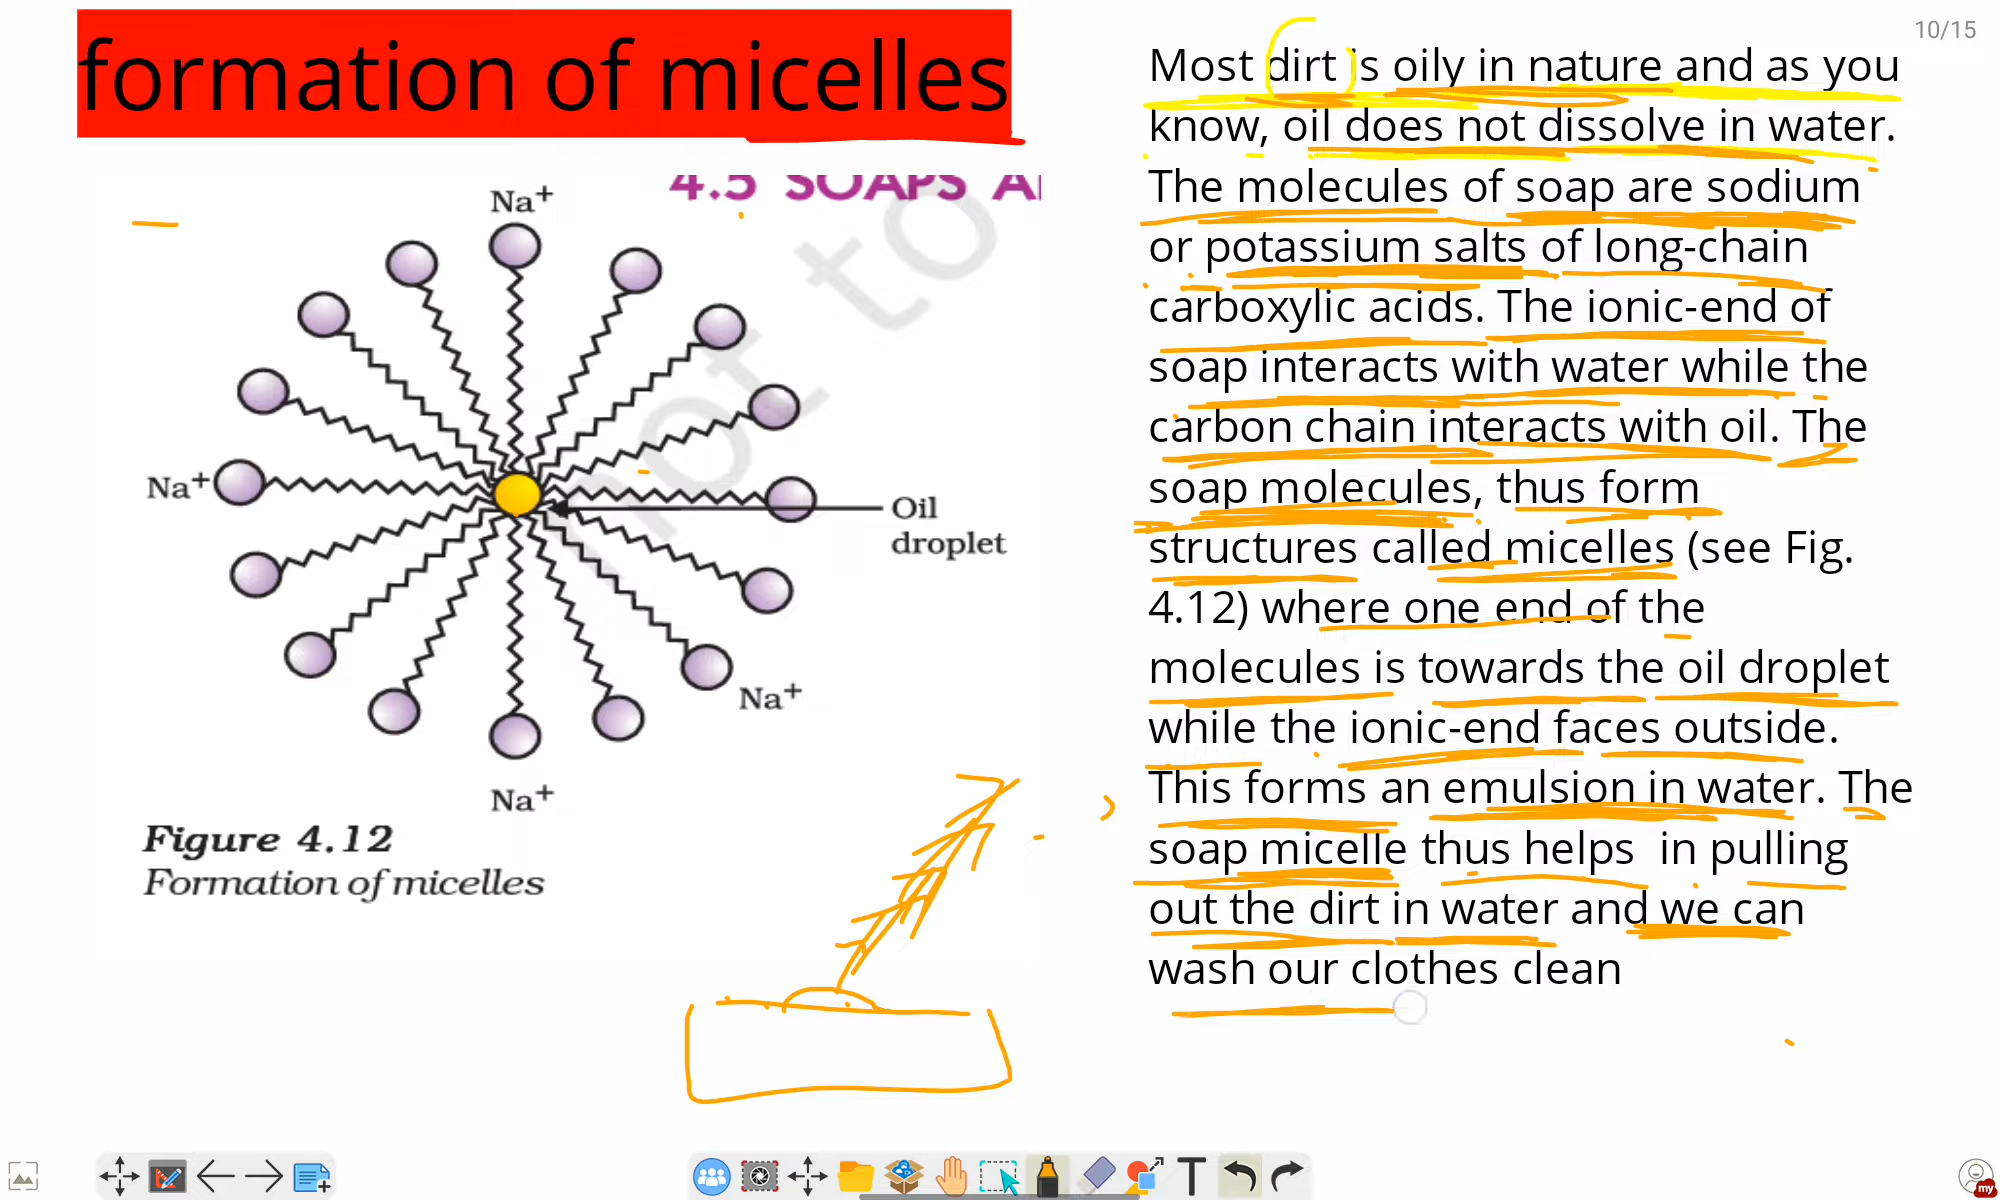 formation of micelles
10/15
4.5 SOAPS A
Na+
Na+
Oil
droplet
Na+
Na+
Figure 4.12
Formation of micelles
not to
Most dirt is oily in nature and as you
know, oil does not dissolve in water.
The molecules of soap are sodium
or potassium salts of long-chain
carboxylic acids. The ionic-end of
soap interacts with water while the
carbon chain interacts with oil. The
soap molecules, thus form
structures called micelles (see Fig.
4.12) where one end of the
molecules is towards the oil droplet
while the ionic-end faces outside.
This forms an emulsion in water. The
soap micelle thus helps  in pulling
out the dirt in water and we can
wash our clothes clean
T
my